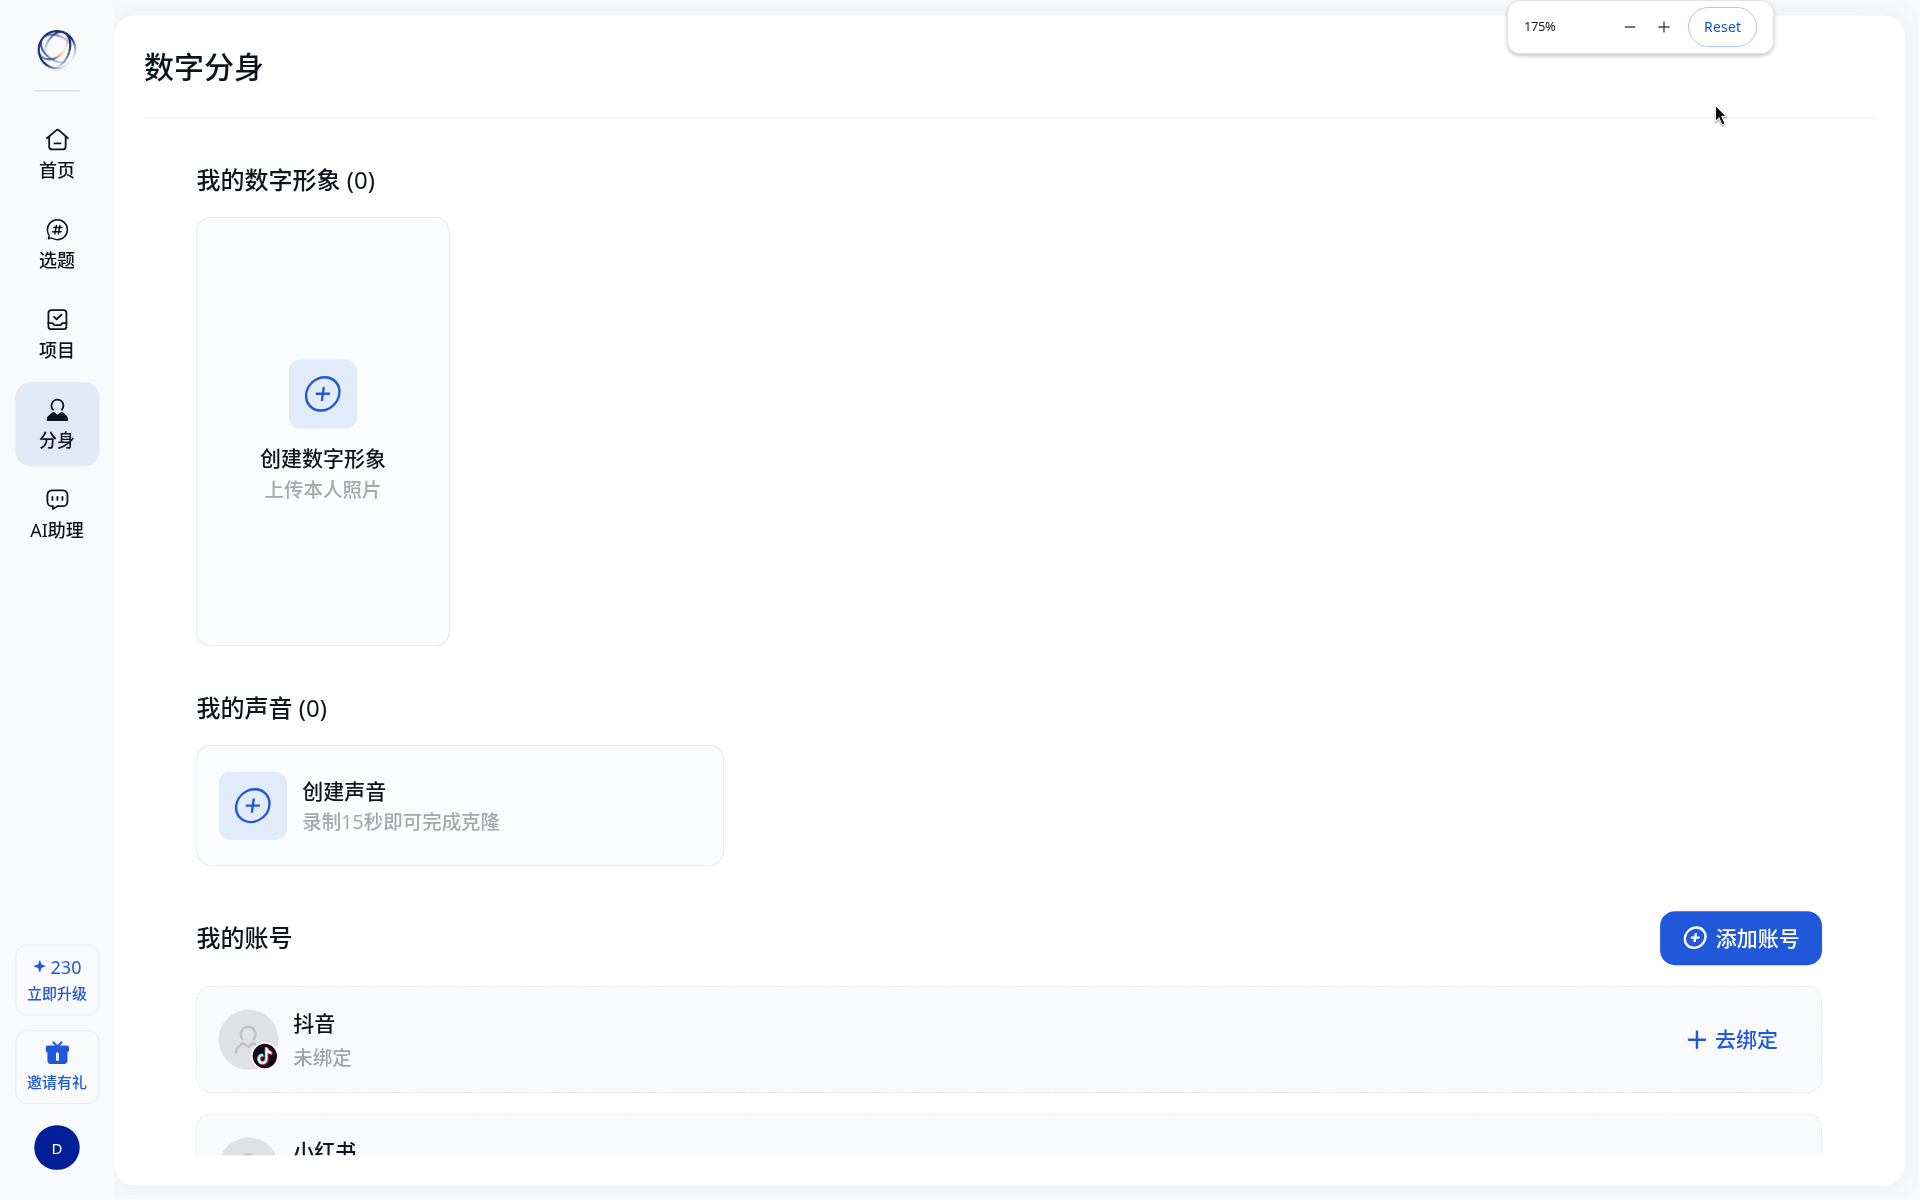 175%
Reset
数字分身
首页
选题
项目
分身
AI助理
230
立即升级
邀请有礼
D
我的数字形象 (0)
创建数字形象
上传本人照片
我的声音 (0)
创建声音
录制15秒即可完成克隆
我的账号
添加账号
抖音
未绑定
去绑定
小红书